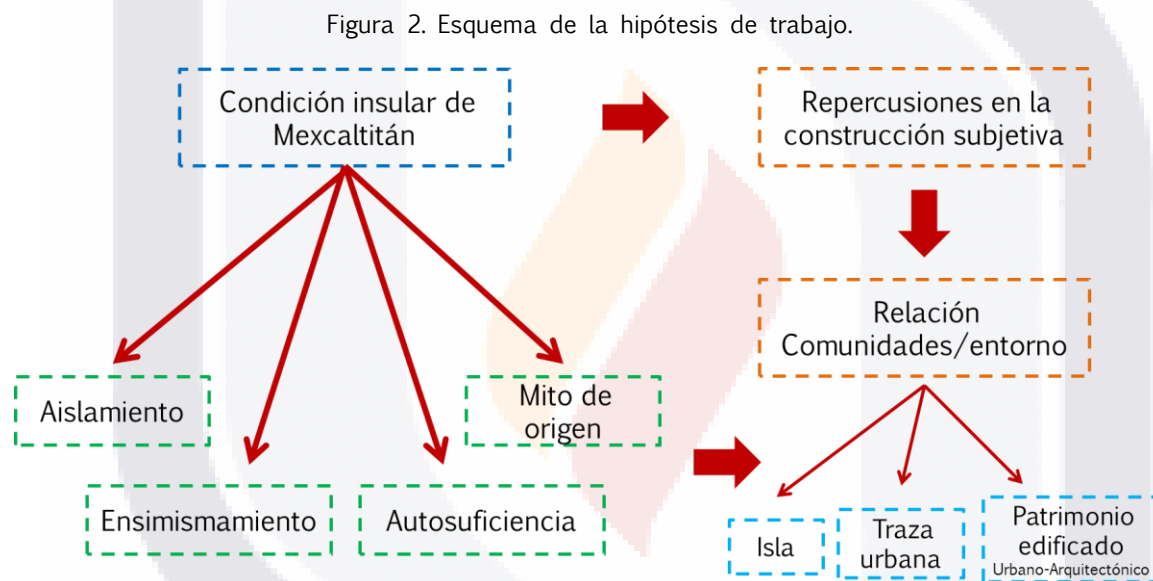 Figura 2. Esquema de la hipótesis de trabajo.
Condición insular de
Mexcaltitán
Repercusiones en la
construcción subjetiva
Relación
Comunidades/entorno
Aislamiento
Mito de
origen
Ensimismamiento
Autosuficiencia
Isla
Traza
urbana
Patrimonio
edificado
Urbano-Arquitectónico